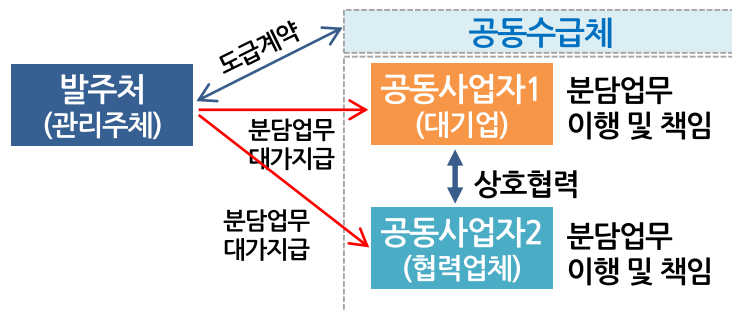 공동수급체
도급계약
발주처
(관리주체)
공동사업자1
(대기업)
분담업무
이행 및 책임
분담업무
대가지급
상호협력
분담업무
대가지급
공동사업자2
(협력업체)
분담업무
이행 및 책임